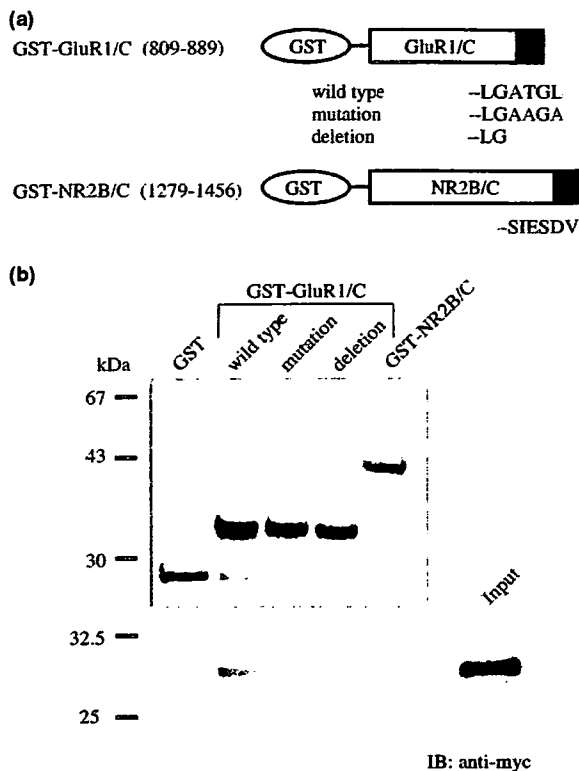 (a)
GST-GluR1/C (809-889) GST GluR1/C
wild type –LGATGL
mutation –LGAAGA
deletion –LG
GST-NR2B/C (1279-1456) GST NR2B/C
–SIESDV
(b)
GST-GluR1/C
kDa GST wild type mutation deletion GST-NR2B/C
67
43
30
Input
32.5
25
IB: anti-myc